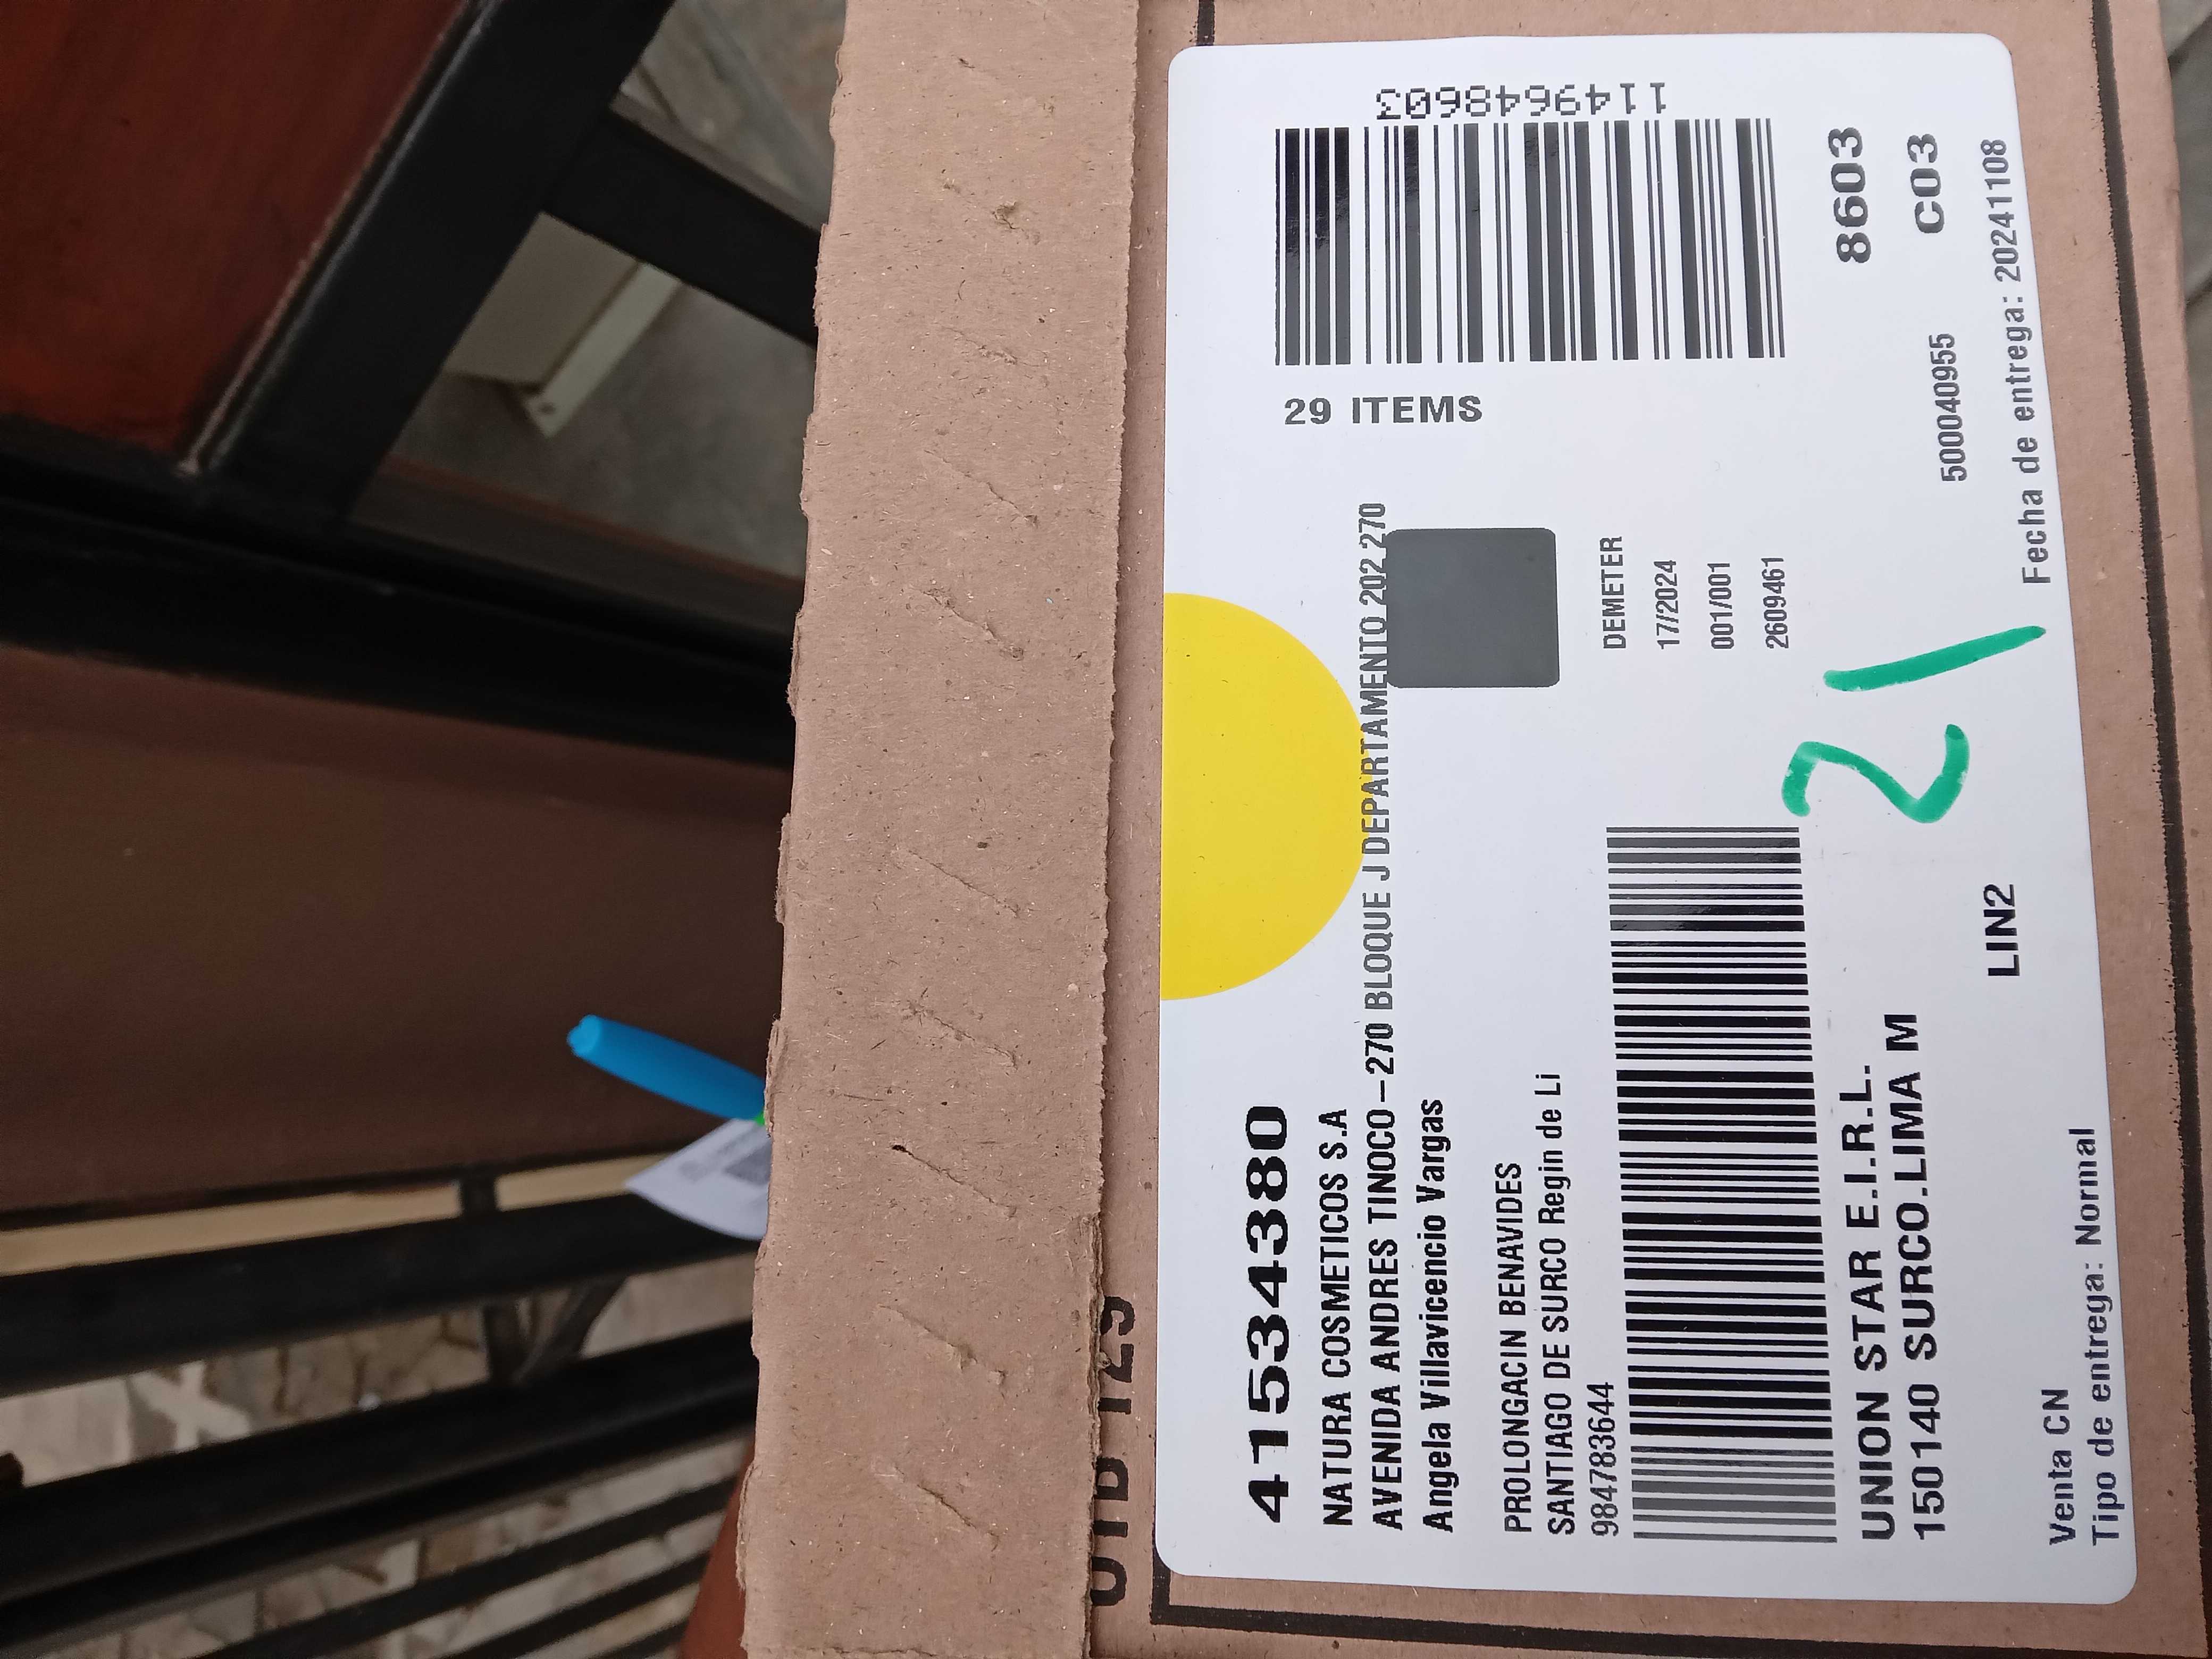 41534380
NATURA COSMETICOS S.A
AVENIDA ANDRES TINOCO-270 BLOQUE J DEPARTAMENTO 202 270
Angela Villavicencio Vargas
PROLONGACIN BENAVIDES
SANTIAGO DE SURCO Regin de Li
984783644
UNION STAR E.I.R.L.
150140 SURCO.LIMA M
LIN2
Venta CN
Tipo de entrega: Normal
DEMETER
17/2024
001/001
2609461
21
29 ITEMS
1149648603
8603
C03
500040955
Fecha de entrega: 20241108